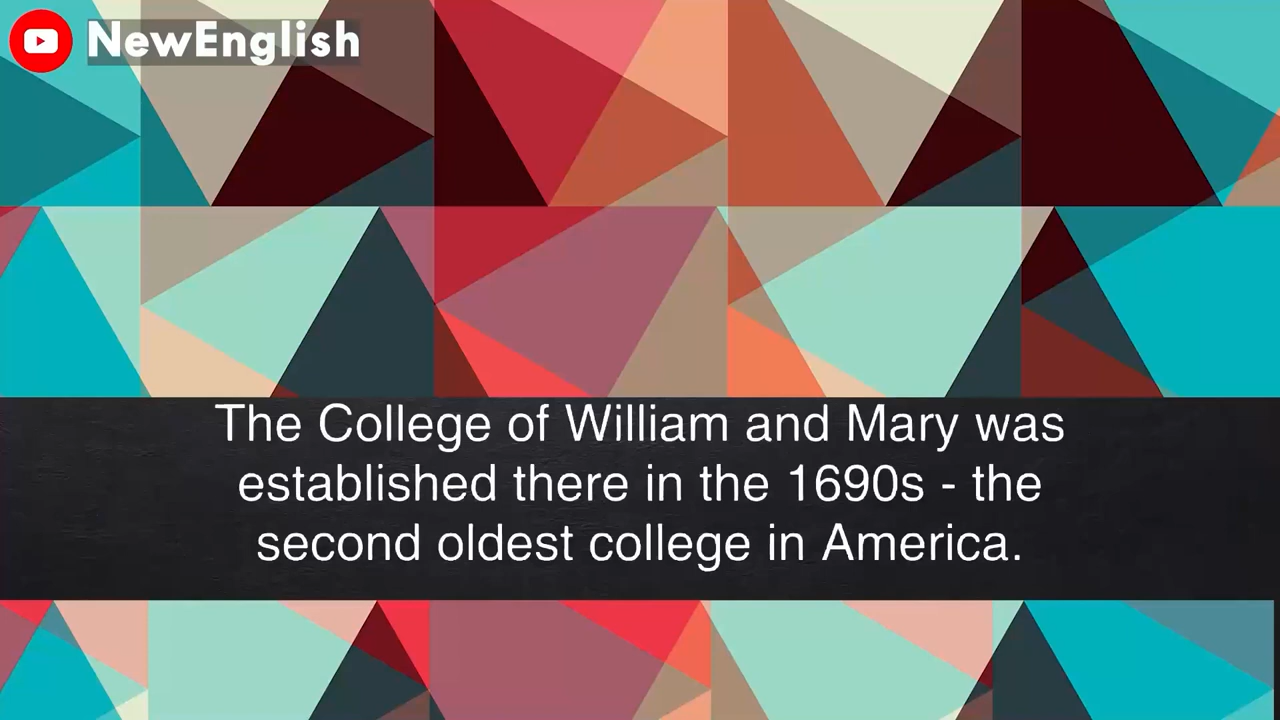 NewEnglish
The College of William and Mary was
established there in the 1690s - the
second oldest college in America.